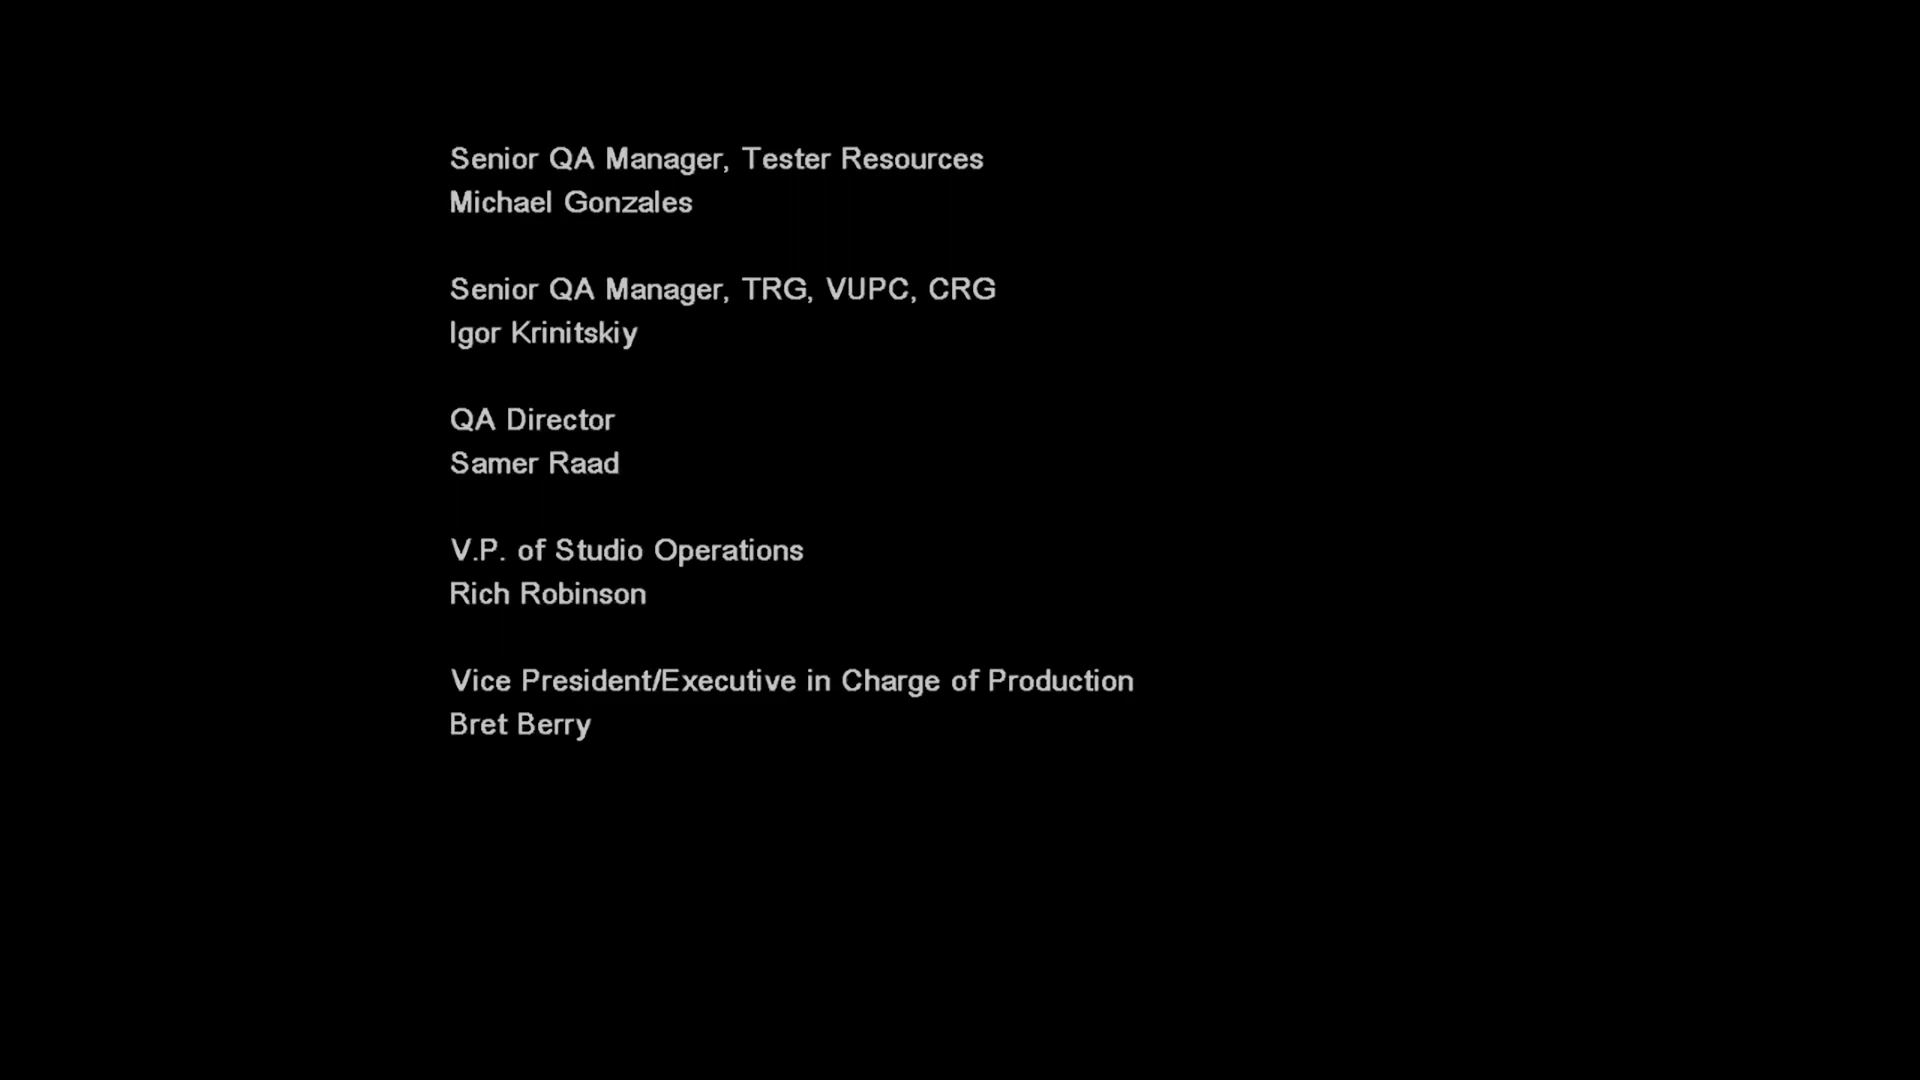 Senior QA Manager, Tester Resources
Michael Gonzales
Senior QA Manager, TRG, VUPC, CRG
Igor Krinitskiy
QA Director
Samer Raad
V.P. of Studio Operations
Rich Robinson
Vice President/Executive in Charge of Production
Bret Berry